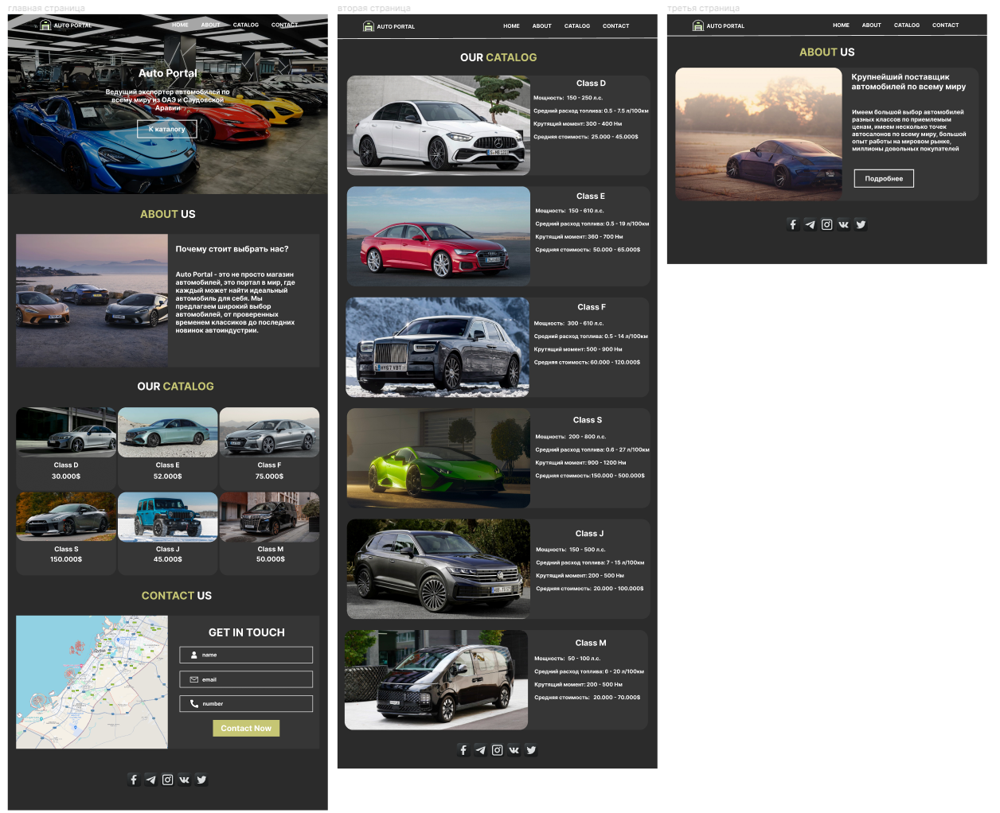 главная страница
AUTO PORTAL
HOME ABOUT CATALOG CONTACT
Auto Portal
Ведущий экспортер автомобилей по
всему миру из ОАЭ и Саудовской
Аравии
К каталогу
ABOUT US
Почему стоит выбрать нас?
Auto Portal - это не просто магазин
автомобилей, это портал в мир, где
каждый может найти идеальный
автомобиль для себя. Мы
предлагаем широкий выбор
автомобилей, от проверенных
временем классиков до последних
новинок автоиндустрии.
OUR CATALOG
Class D
30.000$
Class E
52.000$
Class F
75.000$
Class S
150.000$
Class J
45.000$
Class M
50.000$
CONTACT US
GET IN TOUCH
name
email
number
Contact Now
вторая страница
AUTO PORTAL
HOME ABOUT CATALOG CONTACT
OUR CATALOG
Class D
Мощность: 150 - 250 л.с.
Средний расход топлива: 0.5 - 7.5 л/100км
Крутящий момент: 300 - 400 Нм
Средняя стоимость: 25.000 - 45.000$
Class E
Мощность: 150 - 610 л.с.
Средний расход топлива: 0.5 - 19 л/100км
Крутящий момент: 360 - 700 Нм
Средняя стоимость: 50.000 - 65.000$
Class F
Мощность: 300 - 610 л.с.
Средний расход топлива: 0.5 - 14 л/100км
Крутящий момент: 500 - 900 Нм
Средняя стоимость: 60.000 - 120.000$
HY67 VBT
Class S
Мощность: 200 - 800 л.с.
Средний расход топлива: 0.6 - 27 л/100км
Крутящий момент: 900 - 1200 Нм
Средняя стоимость:150.000 - 500.000$
Class J
Мощность: 150 - 500 л.с.
Средний расход топлива: 7 - 15 л/100км
Крутящий момент: 200 - 500 Нм
Средняя стоимость: 20.000 - 100.000$
Class M
Мощность: 50 - 100 л.с.
Средний расход топлива: 6 - 20 л/100км
Крутящий момент: 200 - 500 Нм
Средняя стоимость: 20.000 - 70.000$
третья страница
AUTO PORTAL
HOME ABOUT CATALOG CONTACT
ABOUT US
Крупнейший поставщик
автомобилей по всему миру
Имеем большой выбор автомобилей
разных классов по приемлемым
ценам, имеем несколько точек
автосалонов по всему миру, большой
опыт работы на мировом рынке,
миллионы довольных покупателей
Подробнее